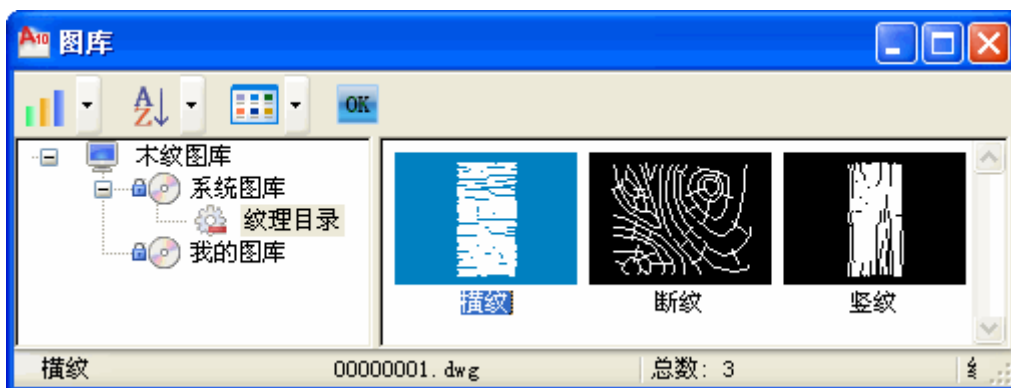 A10 图库
A Z OK
木纹图库
系统图库
纹理目录
我的图库
横纹 断纹 竖纹
横纹 00000001.dwg 总数: 3